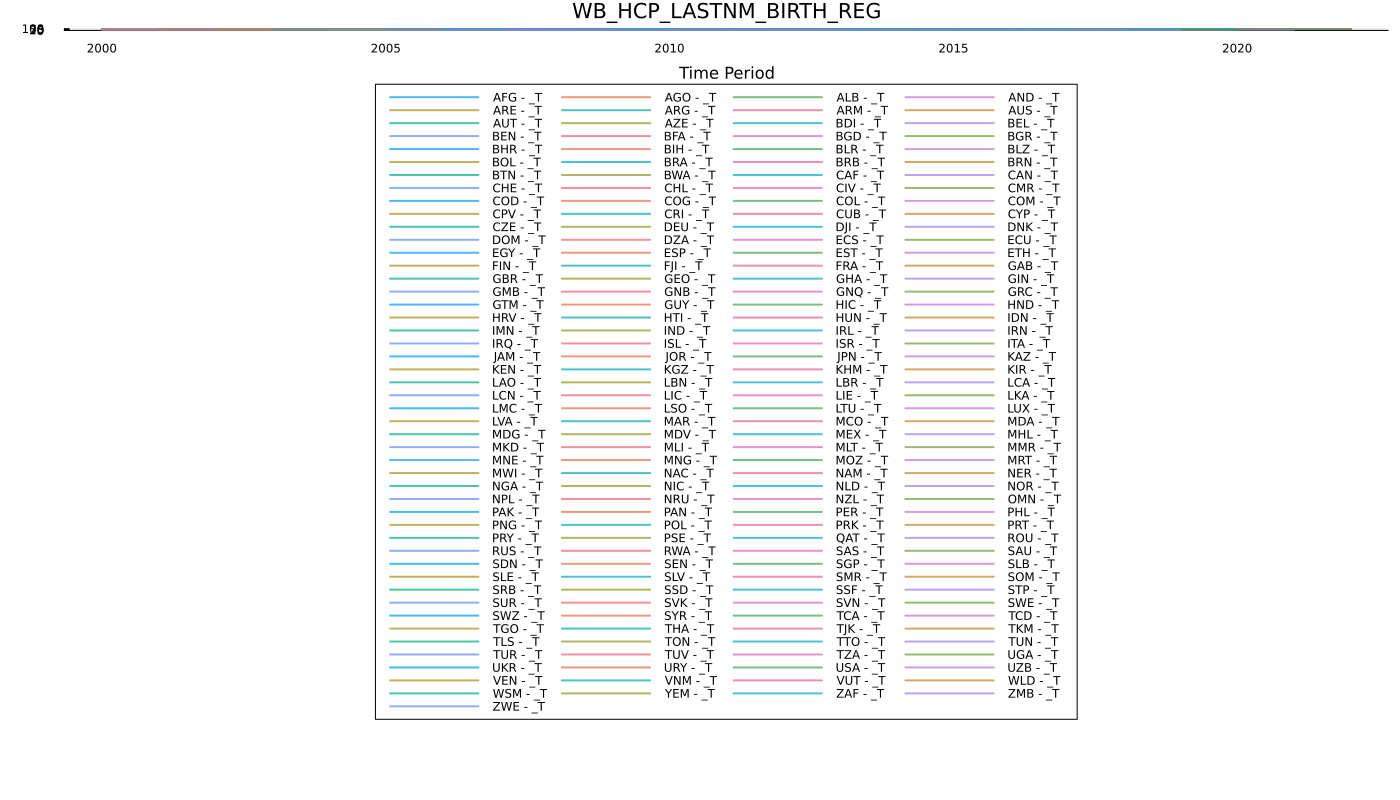 WB_HCP_LASTNM_BIRTH_REG
2000 2005 2010 2015 2020
Time Period
AFG - _T AGO - _T ALB - _T AND - _T
ARE - _T ARG - _T ARM - _T AUS - _T
AUT - _T AZE - _T BDI - _T BEL - _T
BEN - _T BFA - _T BGD - _T BGR - _T
BHR - _T BIH - _T BLR - _T BLZ - _T
BOL - _T BRA - _T BRB - _T BRN - _T
BTN - _T BWA - _T CAF - _T CAN - _T
CHE - _T CHL - _T CIV - _T CMR - _T
COD - _T COG - _T COL - _T COM - _T
CPV - _T CRI - _T CUB - _T CYP - _T
CZE - _T DEU - _T DJI - _T DNK - _T
DOM - _T DZA - _T ECS - _T ECU - _T
EGY - _T ESP - _T EST - _T ETH - _T
FIN - _T FJI - _T FRA - _T GAB - _T
GBR - _T GEO - _T GHA - _T GIN - _T
GMB - _T GNB - _T GNQ - _T GRC - _T
GTM - _T GUY - _T HIC - _T HND - _T
HRV - _T HTI - _T HUN - _T IDN - _T
IMN - _T IND - _T IRL - _T IRN - _T
IRQ - _T ISL - _T ISR - _T ITA - _T
JAM - _T JOR - _T JPN - _T KAZ - _T
KEN - _T KGZ - _T KHM - _T KIR - _T
LAO - _T LBN - _T LBR - _T LCA - _T
LCN - _T LIC - _T LIE - _T LKA - _T
LMC - _T LSO - _T LTU - _T LUX - _T
LVA - _T MAR - _T MCO - _T MDA - _T
MDG - _T MDV - _T MEX - _T MHL - _T
MKD - _T MLI - _T MLT - _T MMR - _T
MNE - _T MNG - _T MOZ - _T MRT - _T
MWI - _T NAC - _T NAM - _T NER - _T
NGA - _T NIC - _T NLD - _T NOR - _T
NPL - _T NRU - _T NZL - _T OMN - _T
PAK - _T PAN - _T PER - _T PHL - _T
PNG - _T POL - _T PRK - _T PRT - _T
PRY - _T PSE - _T QAT - _T ROU - _T
RUS - _T RWA - _T SAS - _T SAU - _T
SDN - _T SEN - _T SGP - _T SLB - _T
SLE - _T SLV - _T SMR - _T SOM - _T
SRB - _T SSD - _T SSF - _T STP - _T
SUR - _T SVK - _T SVN - _T SWE - _T
SWZ - _T SYR - _T TCA - _T TCD - _T
TGO - _T THA - _T TJK - _T TKM - _T
TLS - _T TON - _T TTO - _T TUN - _T
TUR - _T TUV - _T TZA - _T UGA - _T
UKR - _T URY - _T USA - _T UZB - _T
VEN - _T VNM - _T VUT - _T WLD - _T
WSM - _T YEM - _T ZAF - _T ZMB - _T
ZWE - _T